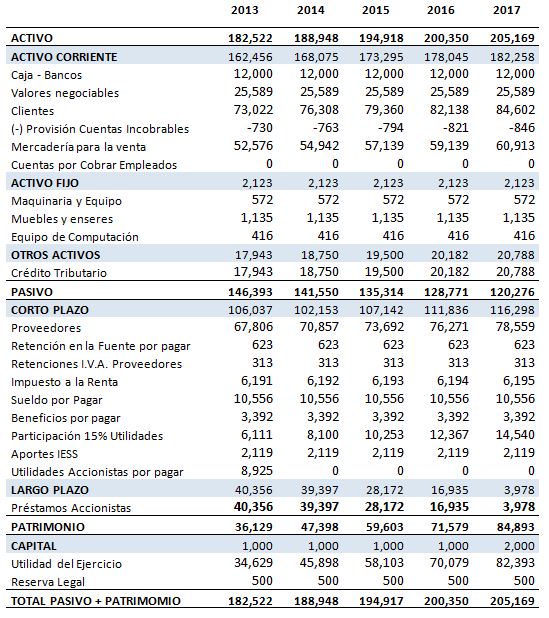 2013 2014 2015 2016 2017
ACTIVO 182,522 188,948 194,918 200,350 205,169
ACTIVO CORRIENTE 162,456 168,075 173,295 178,045 182,258
Caja - Bancos 12,000 12,000 12,000 12,000 12,000
Valores negociables 25,589 25,589 25,589 25,589 25,589
Clientes 73,022 76,308 79,360 82,138 84,602
(-) Provisión Cuentas Incobrables -730 -763 -794 -821 -846
Mercadería para la venta 52,576 54,942 57,139 59,139 60,913
Cuentas por Cobrar Empleados 0 0 0 0 0
ACTIVO FIJO 2,123 2,123 2,123 2,123 2,123
Maquinaria y Equipo 572 572 572 572 572
Muebles y enseres 1,135 1,135 1,135 1,135 1,135
Equipo de Computación 416 416 416 416 416
OTROS ACTIVOS 17,943 18,750 19,500 20,182 20,788
Crédito Tributario 17,943 18,750 19,500 20,182 20,788
PASIVO 146,393 141,550 135,314 128,771 120,276
CORTO PLAZO 106,037 102,153 107,142 111,836 116,298
Proveedores 67,806 70,857 73,692 76,271 78,559
Retención en la Fuente por pagar 623 623 623 623 623
Retenciones I.V.A. Proveedores 313 313 313 313 313
Impuesto a la Renta 6,191 6,192 6,193 6,194 6,195
Sueldo por Pagar 10,556 10,556 10,556 10,556 10,556
Beneficios por pagar 3,392 3,392 3,392 3,392 3,392
Participación 15% Utilidades 6,111 8,100 10,253 12,367 14,540
Aportes IESS 2,119 2,119 2,119 2,119 2,119
Utilidades Accionistas por pagar 8,925 0 0 0 0
LARGO PLAZO 40,356 39,397 28,172 16,935 3,978
Préstamos Accionistas 40,356 39,397 28,172 16,935 3,978
PATRIMONIO 36,129 47,398 59,603 71,579 84,893
CAPITAL 1,000 1,000 1,000 1,000 2,000
Utilidad del Ejercicio 34,629 45,898 58,103 70,079 82,393
Reserva Legal 500 500 500 500 500
TOTAL PASIVO + PATRIMOMIO 182,522 188,948 194,917 200,350 205,169